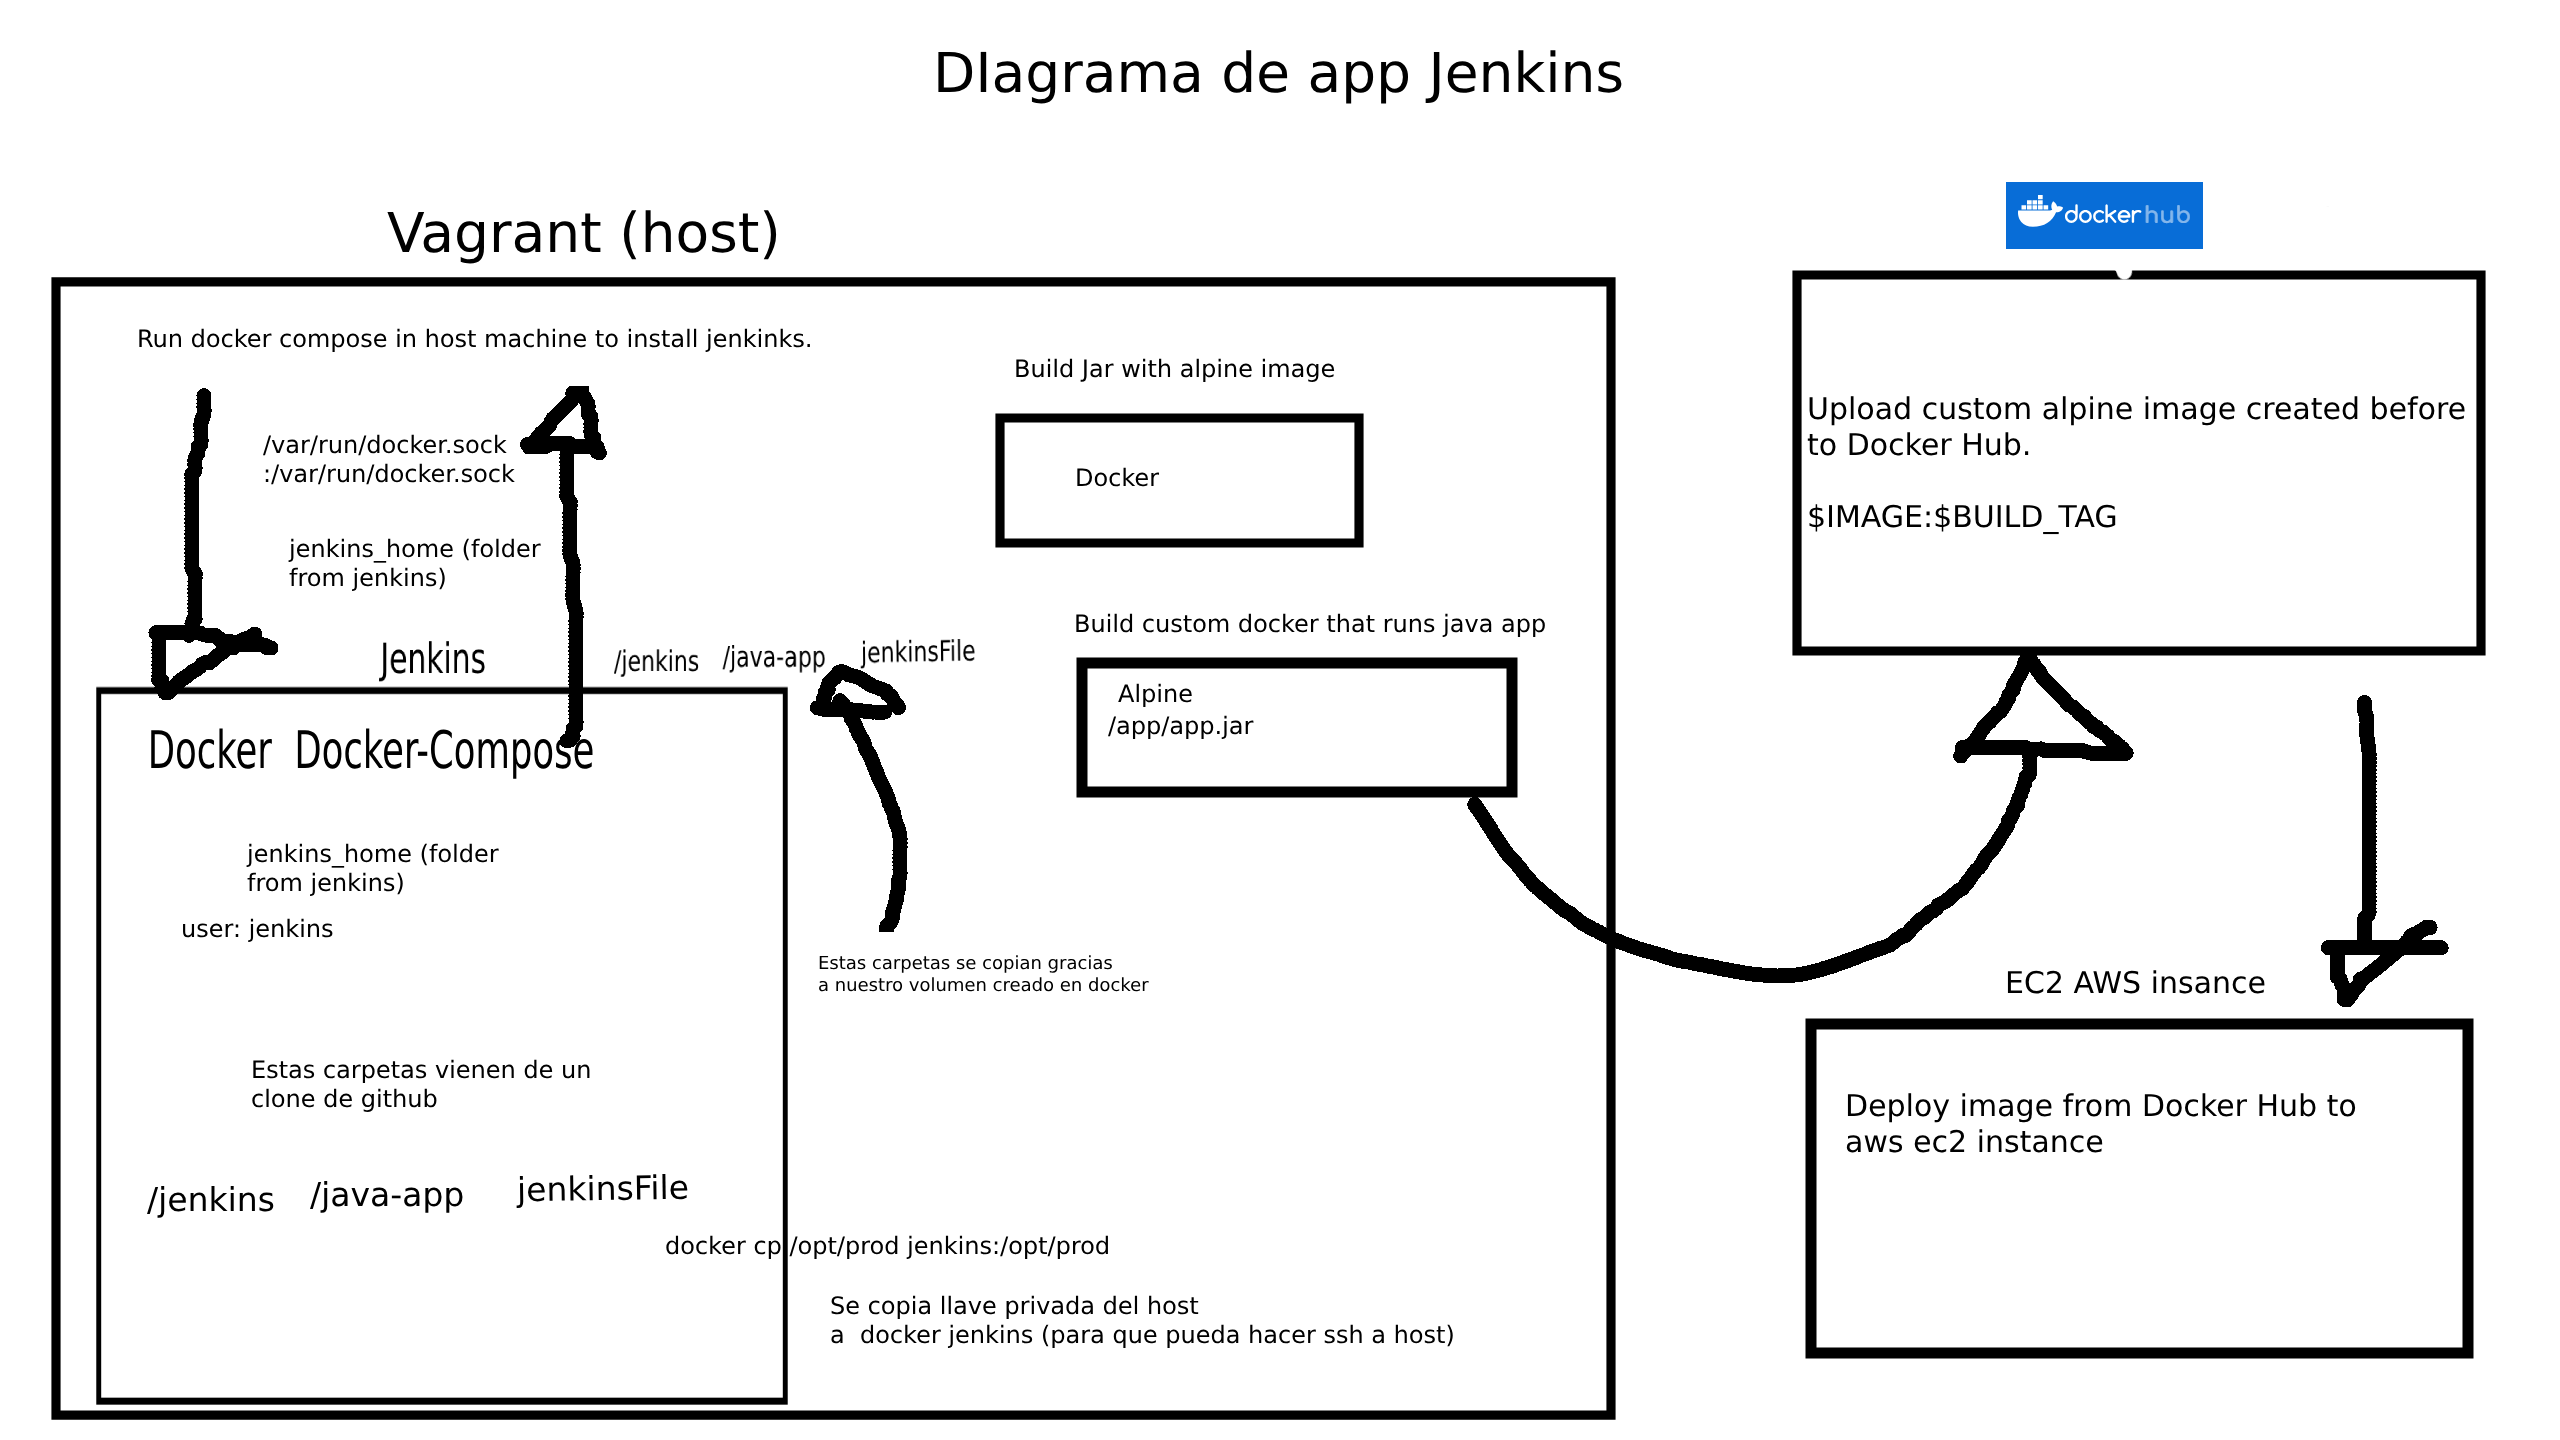 DIagrama de app Jenkins
Vagrant (host)
dockerhub
Run docker compose in host machine to install jenkinks.
/var/run/docker.sock
:/var/run/docker.sock
jenkins_home (folder
from jenkins)
Jenkins
/jenkins /java-app jenkinsFile
Docker Docker-Compose
jenkins_home (folder
from jenkins)
user: jenkins
Estas carpetas vienen de un
clone de github
/jenkins /java-app jenkinsFile
docker cp /opt/prod jenkins:/opt/prod
Se copia llave privada del host
a docker jenkins (para que pueda hacer ssh a host)
Estas carpetas se copian gracias
a nuestro volumen creado en docker
Build Jar with alpine image
Docker
Build custom docker that runs java app
Alpine
/app/app.jar
Upload custom alpine image created before
to Docker Hub.
$IMAGE:$BUILD_TAG
EC2 AWS insance
Deploy image from Docker Hub to
aws ec2 instance